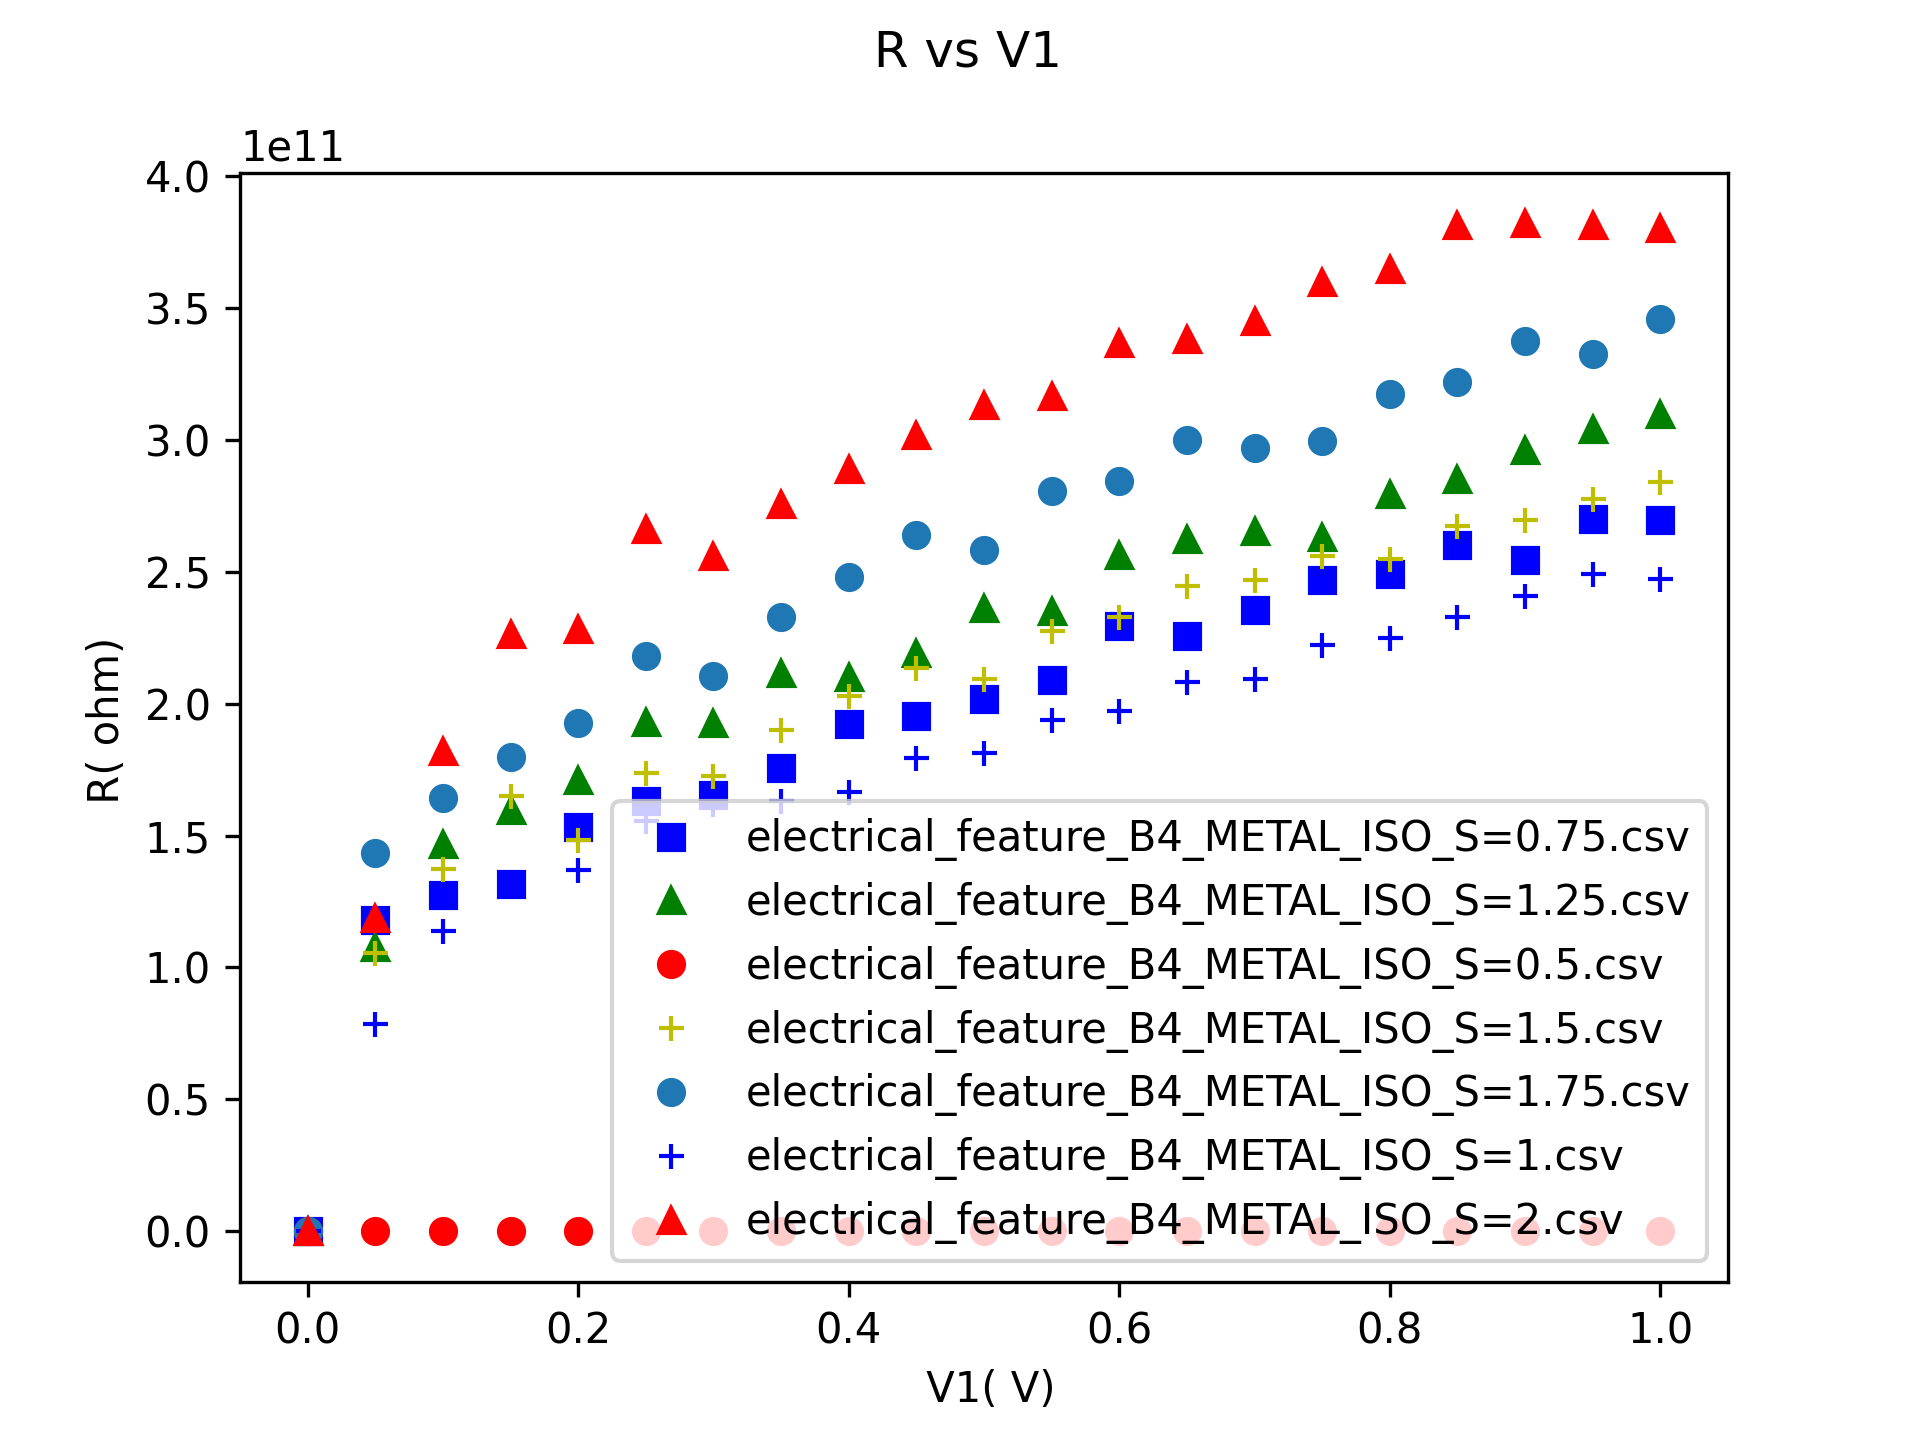 R vs V1
1e11
4.0
3.5
3.0
2.5
2.0
1.5
1.0
0.5
0.0
R( ohm)
electrical_feature_B4_METAL_ISO_S=0.75.csv
electrical_feature_B4_METAL_ISO_S=1.25.csv
electrical_feature_B4_METAL_ISO_S=0.5.csv
electrical_feature_B4_METAL_ISO_S=1.5.csv
electrical_feature_B4_METAL_ISO_S=1.75.csv
electrical_feature_B4_METAL_ISO_S=1.csv
electrical_feature_B4_METAL_ISO_S=2.csv
0.0 0.2 0.4 0.6 0.8 1.0
V1( V)